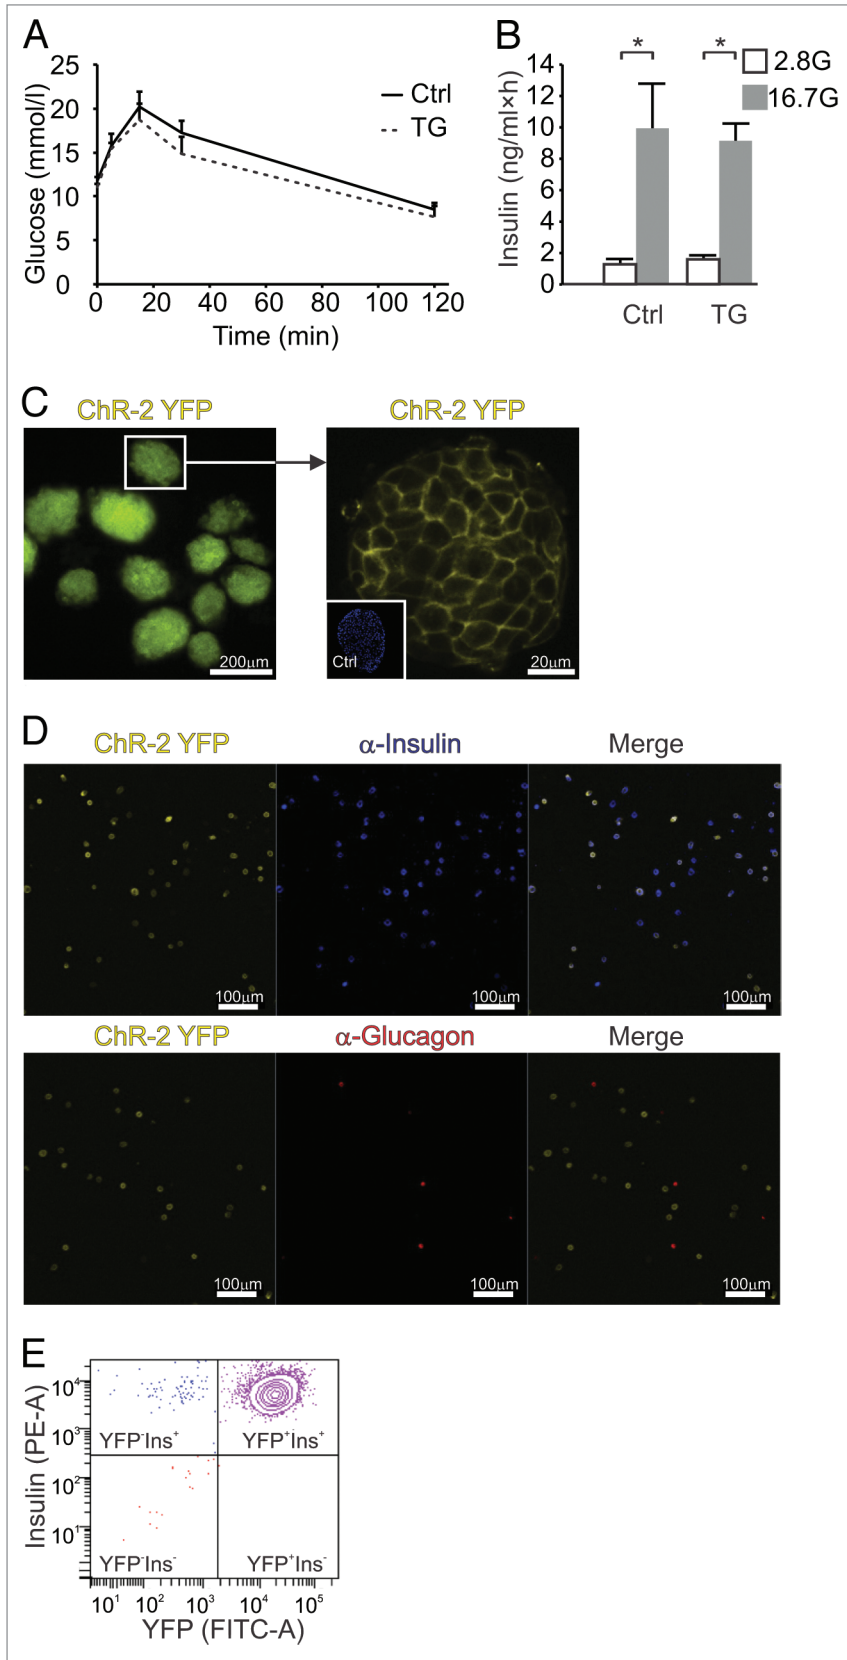 A
B
25
20
15
10
5
0
Glucose (mmol/l)
Ctrl
TG
0 20 40 60 80 100 120
Time (min)
14
12
10
8
6
4
2
0
Insulin (ng/ml×h)
* *
2.8G
16.7G
Ctrl TG
C
ChR-2 YFP ChR-2 YFP
200µm
Ctrl
20µm
D
ChR-2 YFP α-Insulin Merge
100µm 100µm 100µm
ChR-2 YFP α-Glucagon Merge
100µm 100µm 100µm
E
Insulin (PE-A)
10⁴
10³
10²
10¹
YFP⁻Ins⁺ YFP⁺Ins⁺
YFP⁻Ins⁻ YFP⁺Ins⁻
10¹ 10² 10³ 10⁴ 10⁵
YFP (FITC-A)